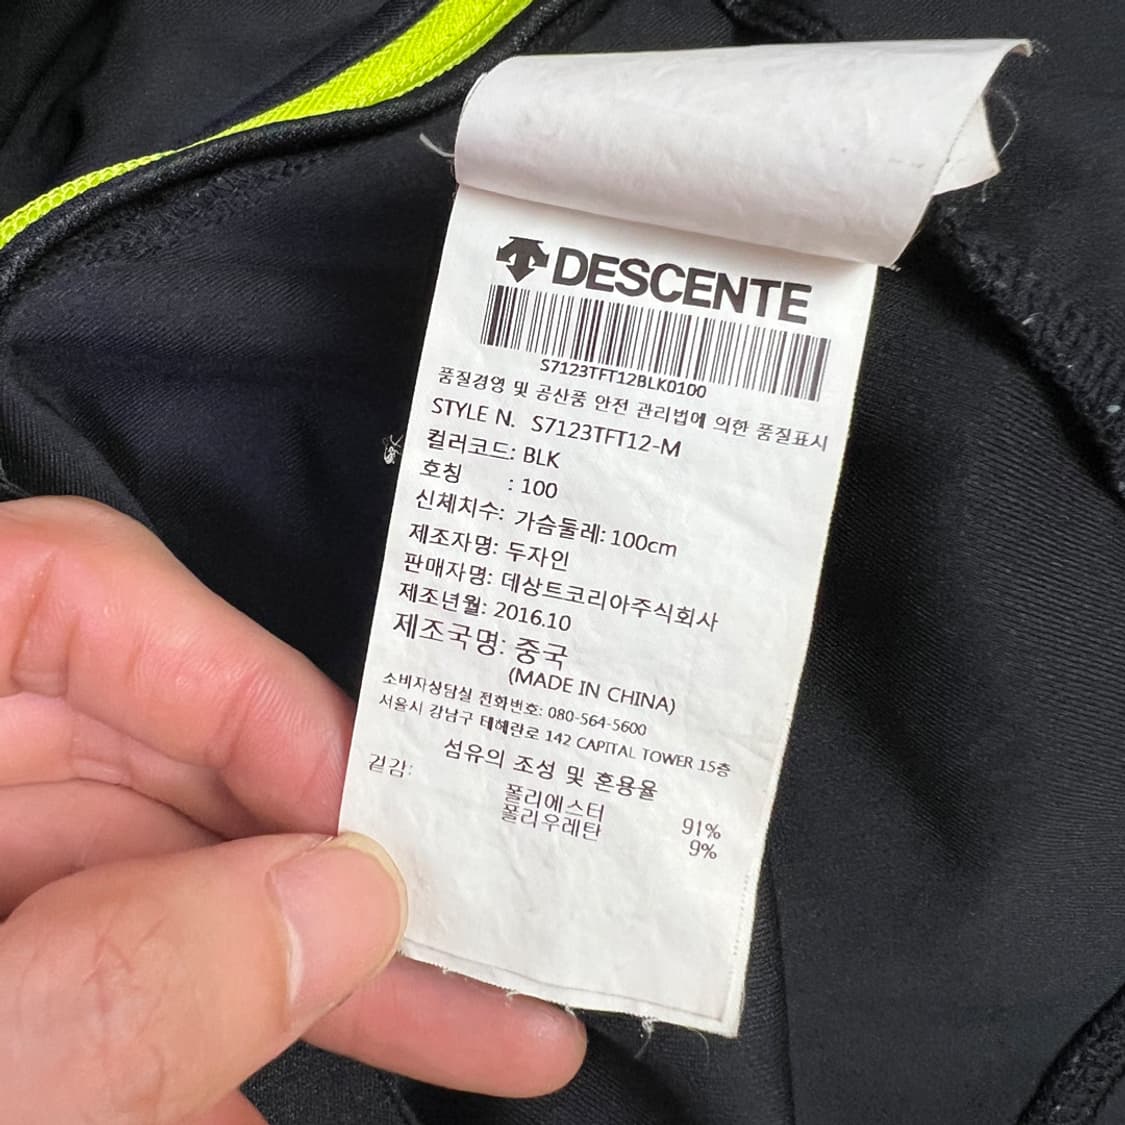 DESCENTE
S7123TFT12BLK0100
품질경영 및 공산품 안전 관리법에 의한 품질표시
STYLE N. S7123TFT12-M
컬러코드: BLK
호칭 : 100
신체치수: 가슴둘레: 100cm
제조자명: 두자인
판매자명: 데상트코리아주식회사
제조년월: 2016.10
제조국명: 중국
(MADE IN CHINA)
소비자상담실 전화번호: 080-564-5600
서울시 강남구 테헤란로 142 CAPITAL TOWER 15층
섬유의 조성 및 혼용율
겉감:
폴리에스터 91%
폴리우레탄 9%